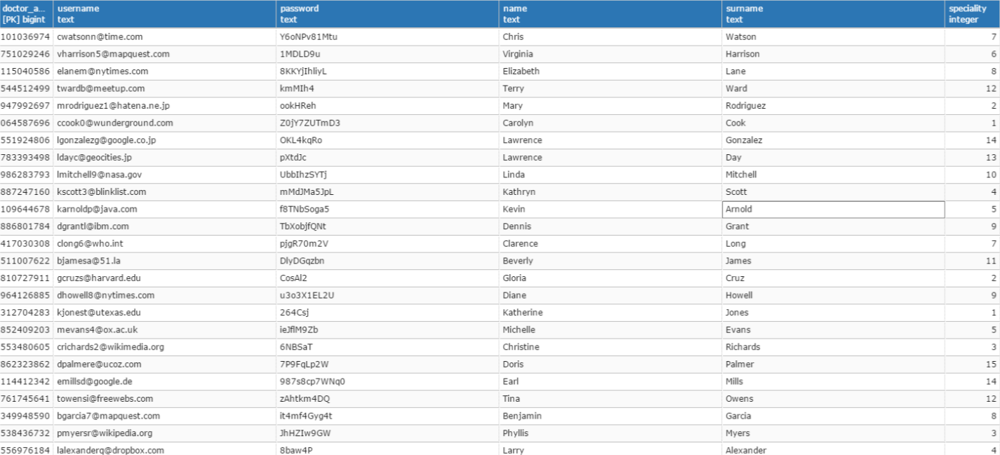 doctor_a... username password name surname speciality
[PK] bigint text text text text integer
101036974 cwatsonn@time.com Y6oNPv81Mtu Chris Watson 7
751029246 vharrison5@mapquest.com 1MDLD9u Virginia Harrison 6
115040586 elanem@nytimes.com 8KKYjIhliyL Elizabeth Lane 8
544512499 twardb@meetup.com kmMIh4 Terry Ward 12
947992697 mrodriguez1@hatena.ne.jp ookHReh Mary Rodriguez 2
064587696 ccook0@wunderground.com Z0jY7ZUTmD3 Carolyn Cook 1
551924806 lgonzalezg@google.co.jp OKL4kqRo Lawrence Gonzalez 14
783393498 ldayc@geocities.jp pXtdJc Lawrence Day 13
986283793 lmitchell9@nasa.gov UbbIhzSYTj Linda Mitchell 10
887247160 kscott3@blinklist.com mMdJMa5JpL Kathryn Scott 4
109644678 karnoldp@java.com f8TNbSoga5 Kevin Arnold 5
886801784 dgrantl@ibm.com TbXobjfQNt Dennis Grant 9
417030308 clong6@who.int pjgR70m2V Clarence Long 7
511007622 bjamesa@51.la DlyDGqzbn Beverly James 11
810727911 gcruzs@harvard.edu CosAl2 Gloria Cruz 2
964126885 dhowell8@nytimes.com u3o3X1EL2U Diane Howell 9
312704283 kjonest@utexas.edu 264Csj Katherine Jones 1
852409203 mevans4@ox.ac.uk ieJflM9Zb Michelle Evans 5
553480605 crichards2@wikimedia.org 6NBSaT Christine Richards 3
862323862 dpalmere@ucoz.com 7P9FqLp2W Doris Palmer 15
114412342 emillsd@google.de 987s8cp7WNq0 Earl Mills 14
761745641 towensi@freewebs.com zAhtkm4DQ Tina Owens 12
349948590 bgarcia7@mapquest.com it4mf4Gyg4t Benjamin Garcia 8
538436732 pmyersr@wikipedia.org JhHZIw9GW Phyllis Myers 3
556976184 lalexanderq@dropbox.com 8baw4P Larry Alexander 4